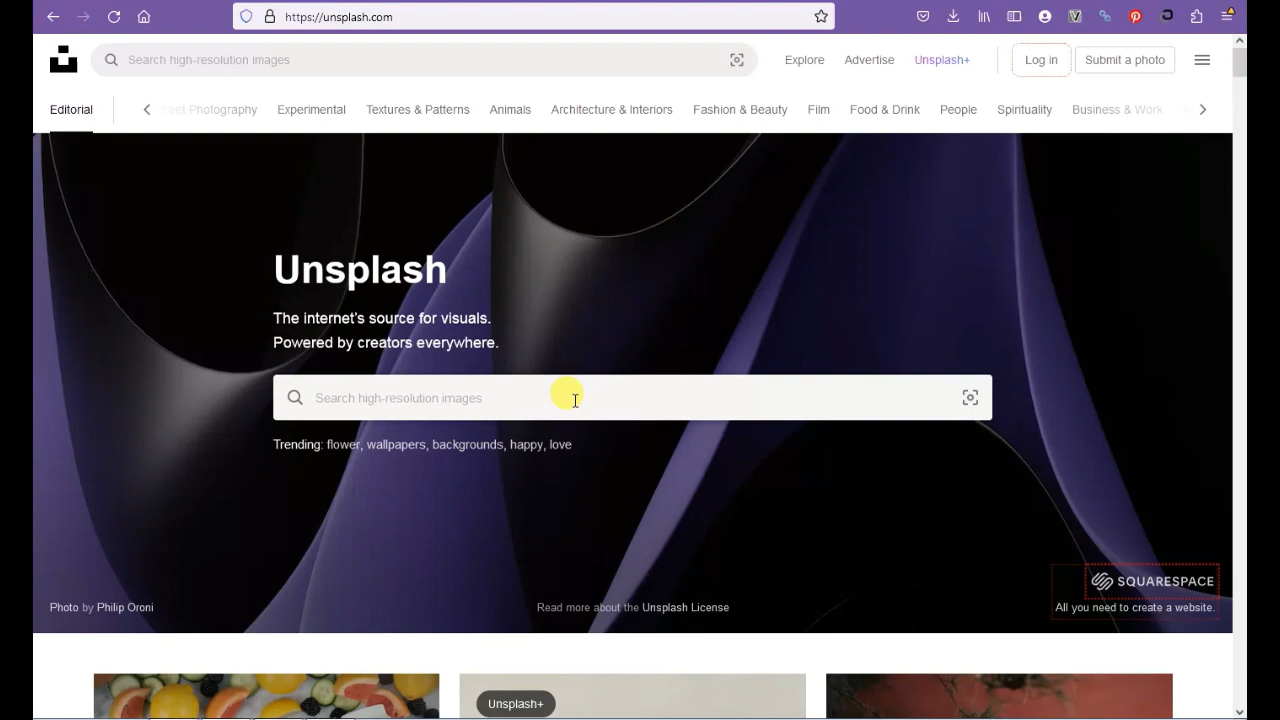 https://unsplash.com
Search high-resolution images
Explore
Advertise
Unsplash+
Log in
Submit a photo
Editorial
Photography
Experimental
Textures & Patterns
Animals
Architecture & Interiors
Fashion & Beauty
Film
Food & Drink
People
Spirituality
Business & Work
Unsplash
The internet's source for visuals.
Powered by creators everywhere.
Search high-resolution images
Trending: flower, wallpapers, backgrounds, happy, love
SQUARESPACE
Photo by Philip Oroni
Read more about the Unsplash License
All you need to create a website.
Unsplash+